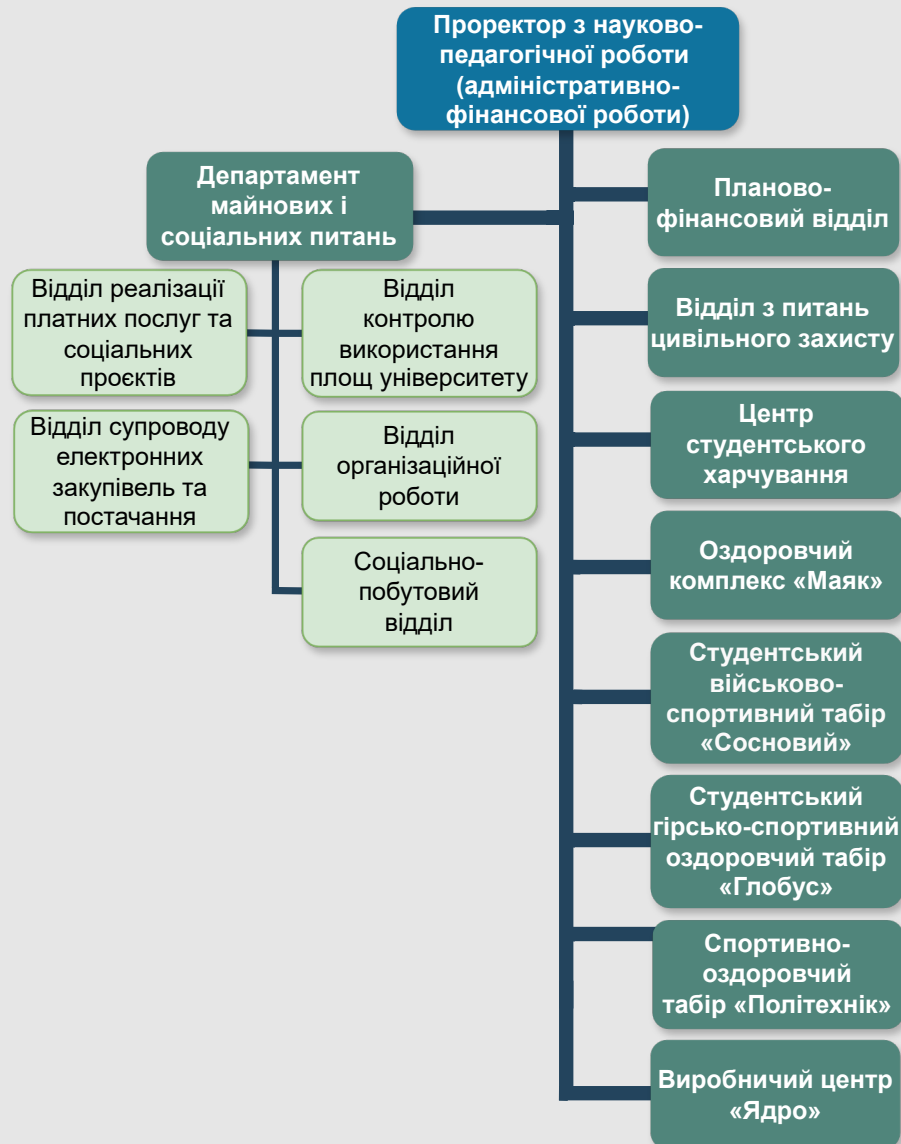 Проректор з науково-
педагогічної роботи
(адміністративно-
фінансової роботи)
Департамент
майнових і
соціальних питань
Відділ реалізації
платних послуг та
соціальних
проєктів
Відділ
контролю
використання
площ університету
Відділ супроводу
електронних
закупівель та
постачання
Відділ
організаційної
роботи
Соціально-
побутовий
відділ
Планово-
фінансовий відділ
Відділ з питань
цивільного захисту
Центр
студентського
харчування
Оздоровчий
комплекс «Маяк»
Студентський
військово-
спортивний табір
«Сосновий»
Студентський
гірсько-спортивний
оздоровчий табір
«Глобус»
Спортивно-
оздоровчий
табір «Політехнік»
Виробничий центр
«Ядро»